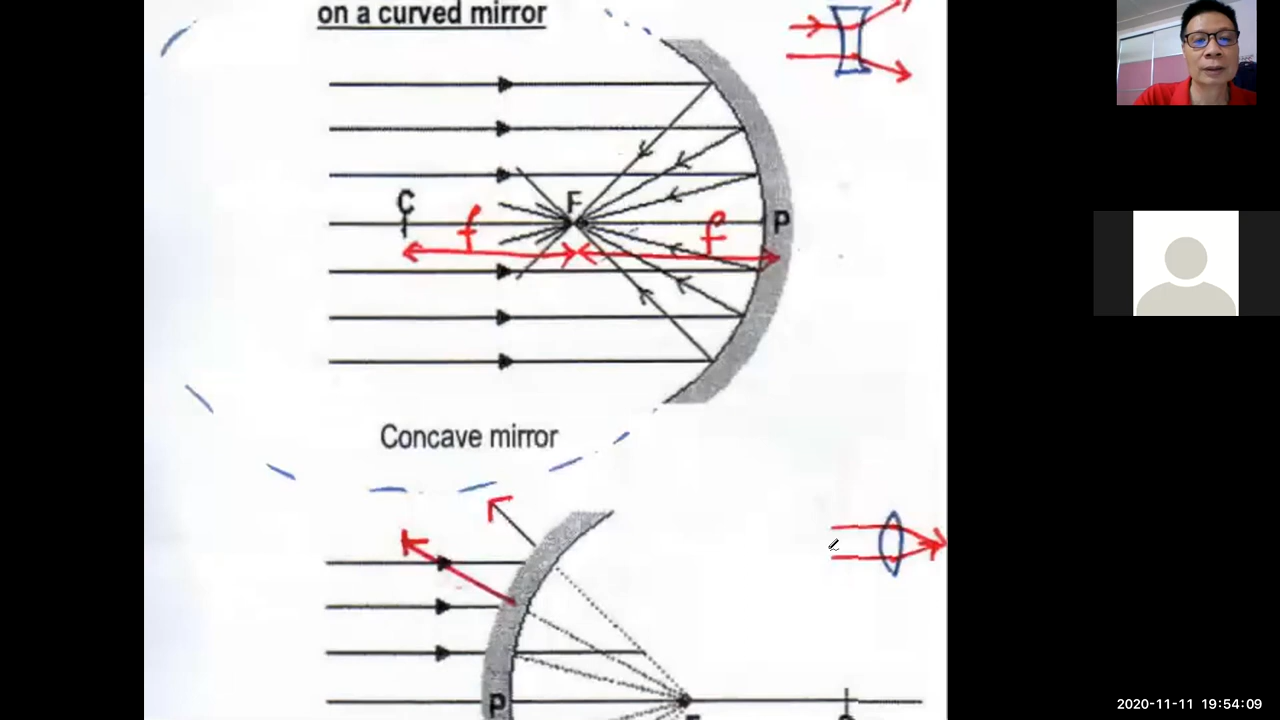 on a curved mirror
C
F
f
f
P
Concave mirror
P
2020-11-11 19:54:09